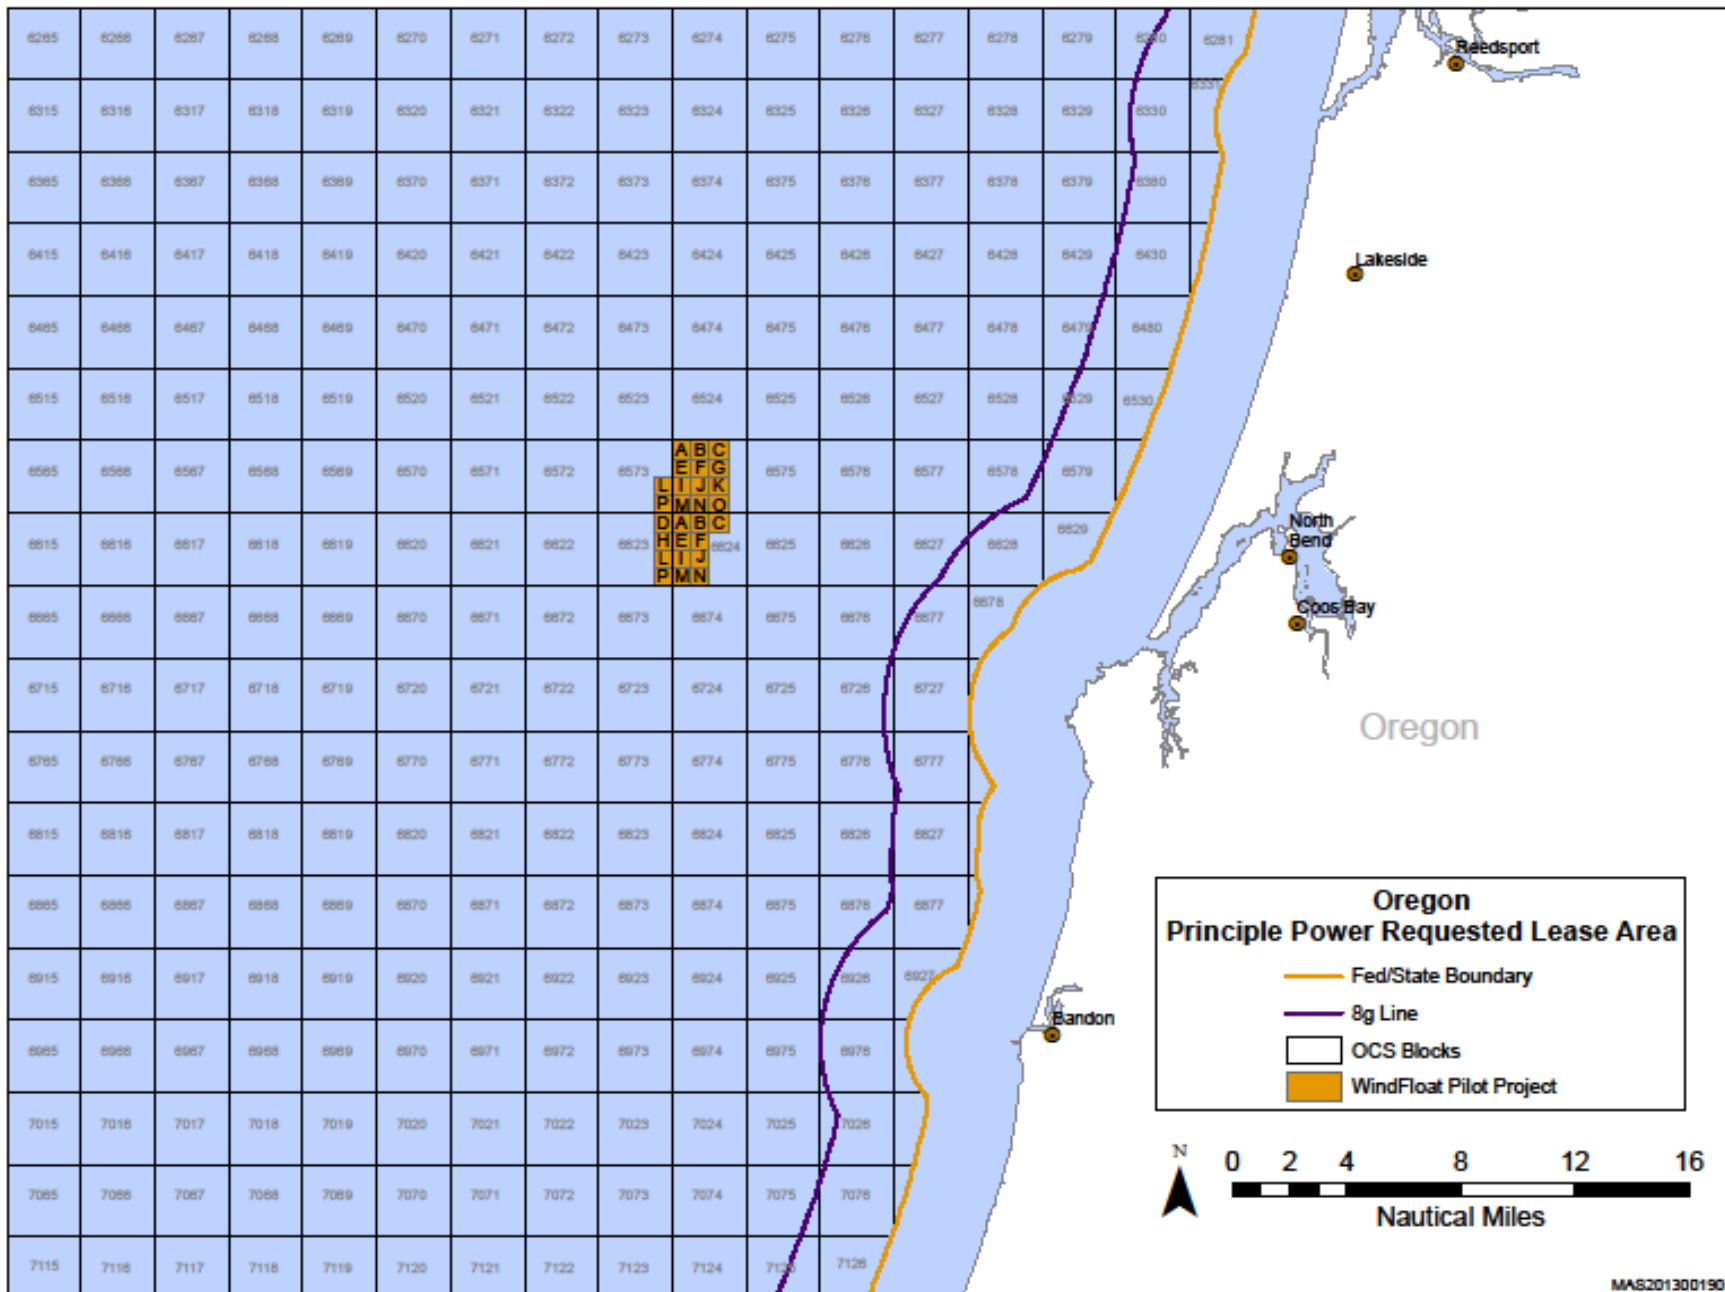 6265 6266 6267 6268 6269 6270 6271 6272 6273 6274 6275 6276 6277 6278 6279 6280 6281
Reedsport
6331
6315 6316 6317 6318 6319 6320 6321 6322 6323 6324 6325 6326 6327 6328 6329 6330
6365 6366 6367 6368 6369 6370 6371 6372 6373 6374 6375 6376 6377 6378 6379 6380
6415 6416 6417 6418 6419 6420 6421 6422 6423 6424 6425 6426 6427 6428 6429 6430
Lakeside
6465 6466 6467 6468 6469 6470 6471 6472 6473 6474 6475 6476 6477 6478 6479 6480
6515 6516 6517 6518 6519 6520 6521 6522 6523 6524 6525 6526 6527 6528 6529 6530
A B C
E F G
6565 6566 6567 6568 6569 6570 6571 6572 6573 6575 6576 6577 6578 6579
L I J K
P M N O
D A B C
North
Bend
6629
H E F
6615 6616 6617 6618 6619 6620 6621 6622 6623 6624 6625 6626 6627 6628
L I J
P M N
6678
Coos Bay
6665 6666 6667 6668 6669 6670 6671 6672 6673 6674 6675 6676 6677
6715 6716 6717 6718 6719 6720 6721 6722 6723 6724 6725 6726 6727
Oregon
6765 6766 6767 6768 6769 6770 6771 6772 6773 6774 6775 6776 6777
6815 6816 6817 6818 6819 6820 6821 6822 6823 6824 6825 6826 6827
6865 6866 6867 6868 6869 6870 6871 6872 6873 6874 6875 6876 6877
6915 6916 6917 6918 6919 6920 6921 6922 6923 6924 6925 6926 6927
Bandon
6965 6966 6967 6968 6969 6970 6971 6972 6973 6974 6975 6976
7015 7016 7017 7018 7019 7020 7021 7022 7023 7024 7025 7026
7065 7066 7067 7068 7069 7070 7071 7072 7073 7074 7075 7076
7115 7116 7117 7118 7119 7120 7121 7122 7123 7124 7125 7126
Oregon
Principle Power Requested Lease Area
Fed/State Boundary
8g Line
OCS Blocks
WindFloat Pilot Project
N
0 2 4 8 12 16
Nautical Miles
MAS201300190